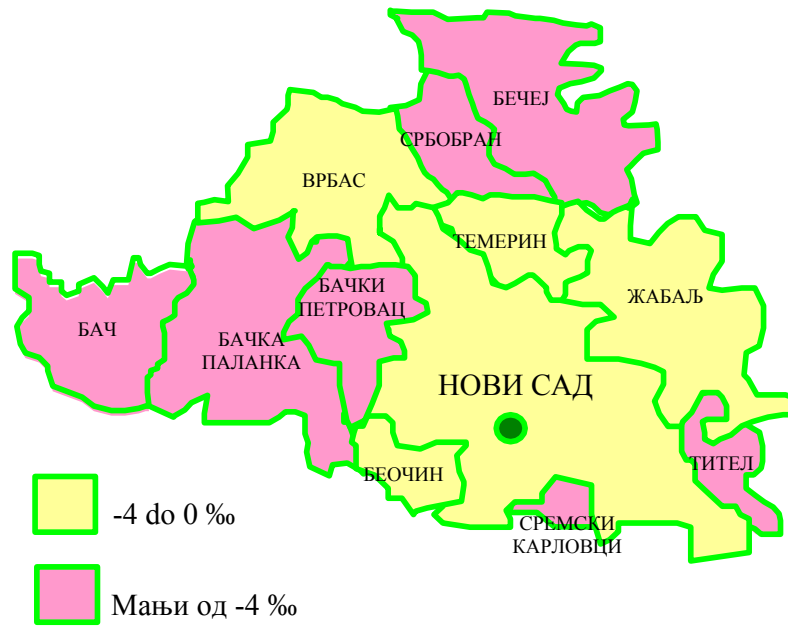 БЕЧЕЈ
СРБОБРАН
ВРБАС
ТЕМЕРИН
БАЧКИ
ПЕТРОВАЦ
ЖАБАЉ
БАЧ
БАЧКА
ПАЛАНКА
НОВИ САД
ТИТЕЛ
БЕОЧИН
СРЕМСКИ
КАРЛОВЦИ
-4 do 0 ‰
Мањи од -4 ‰